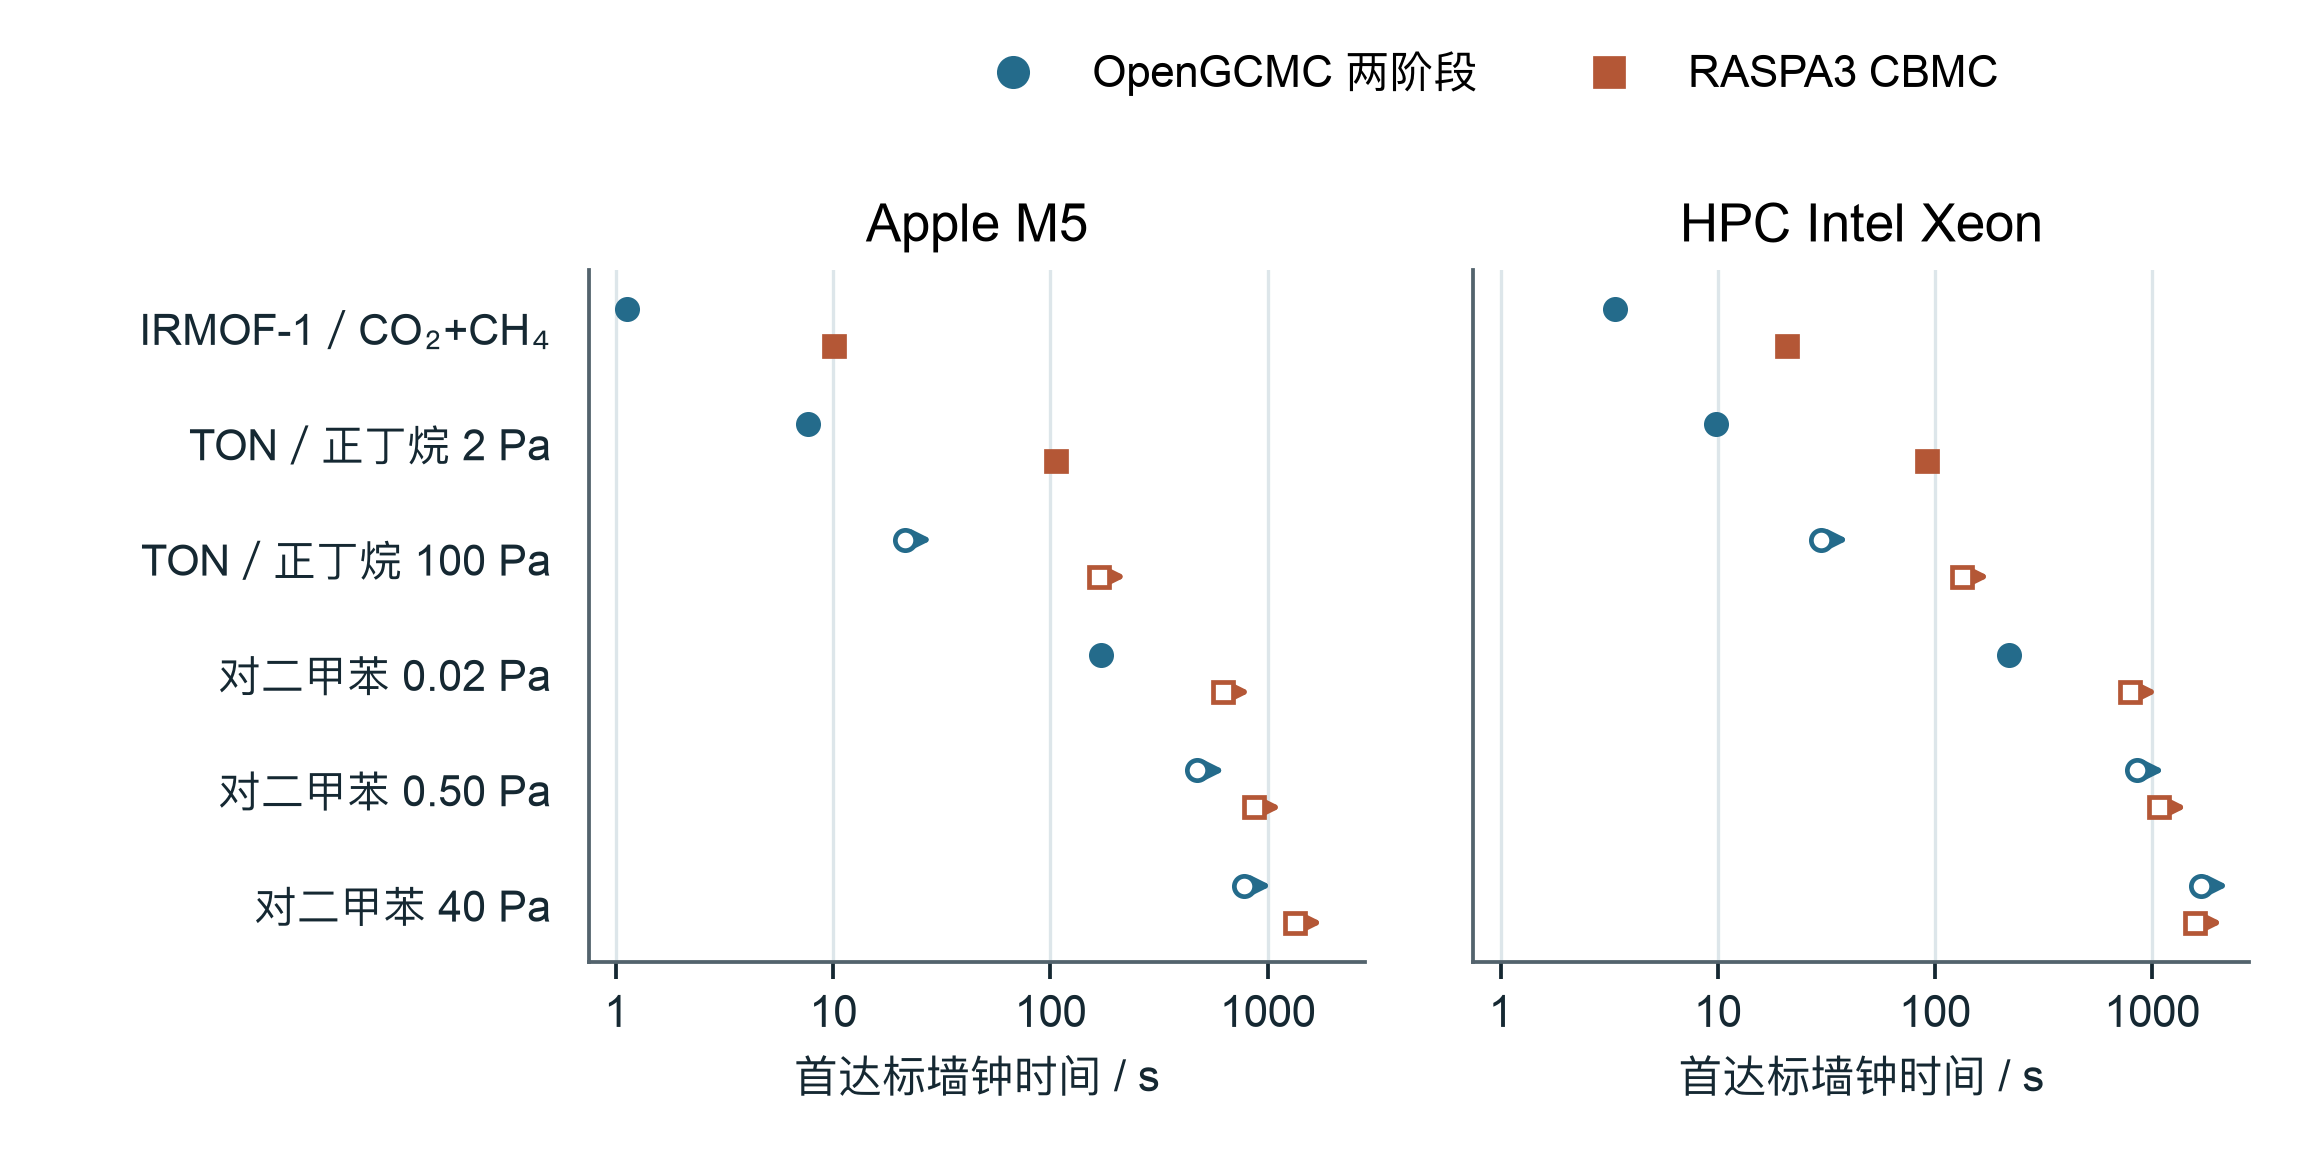 OpenGCMC 两阶段
RASPA3 CBMC
Apple M5
HPC Intel Xeon
IRMOF-1 / CO₂+CH₄
TON / 正丁烷 2 Pa
TON / 正丁烷 100 Pa
对二甲苯 0.02 Pa
对二甲苯 0.50 Pa
对二甲苯 40 Pa
1 10 100 1000
1 10 100 1000
首达标墙钟时间 / s
首达标墙钟时间 / s